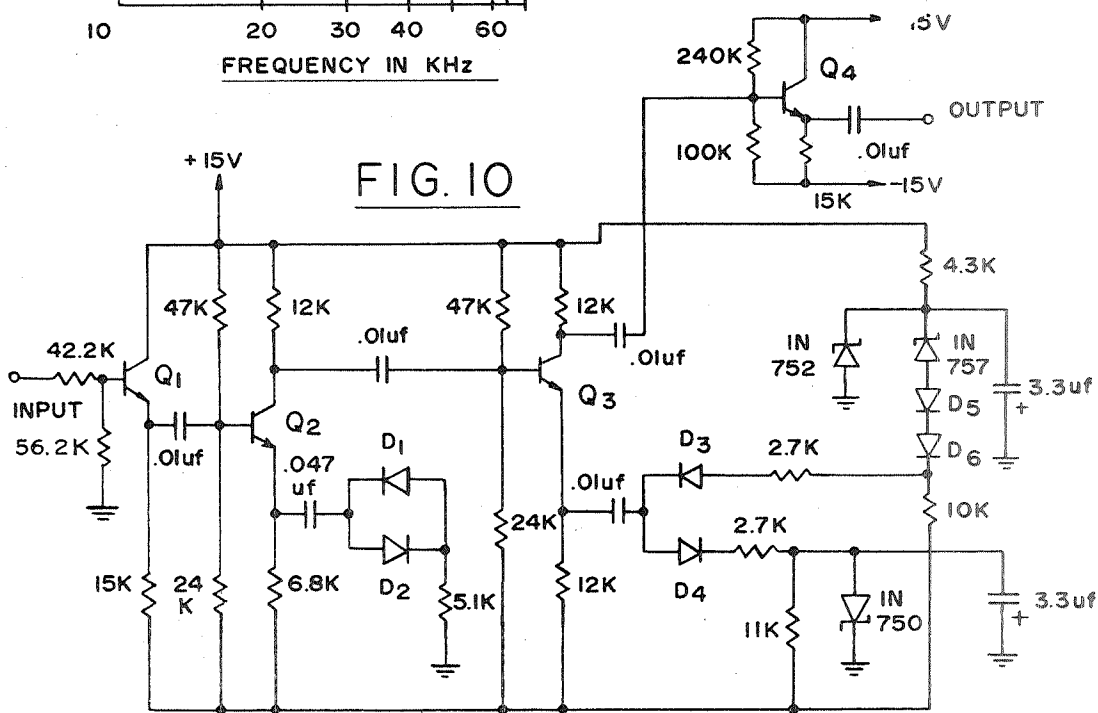 10 20 30 40 60
FREQUENCY IN KHz
FIG. 10
+15V
15V
240K
Q4
OUTPUT
100K
.01uf
-15V
15K
47K
12K
47K
12K
4.3K
.01uf
.01uf
42.2K
Q1
INPUT
56.2K
.01uf
Q2
Q3
IN
752
IN
757
3.3uf
+
D5
D6
D1
.047
uf
D2
D3
2.7K
.01uf
24K
2.7K
10K
D4
15K
24
K
6.8K
5.1K
12K
11K
IN
750
3.3uf
+